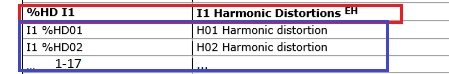 %HD I1 I1 Harmonic Distortions EH
I1 %HD01 H01 Harmonic distortion
I1 %HD02 H02 Harmonic distortion
... 1-17 ...